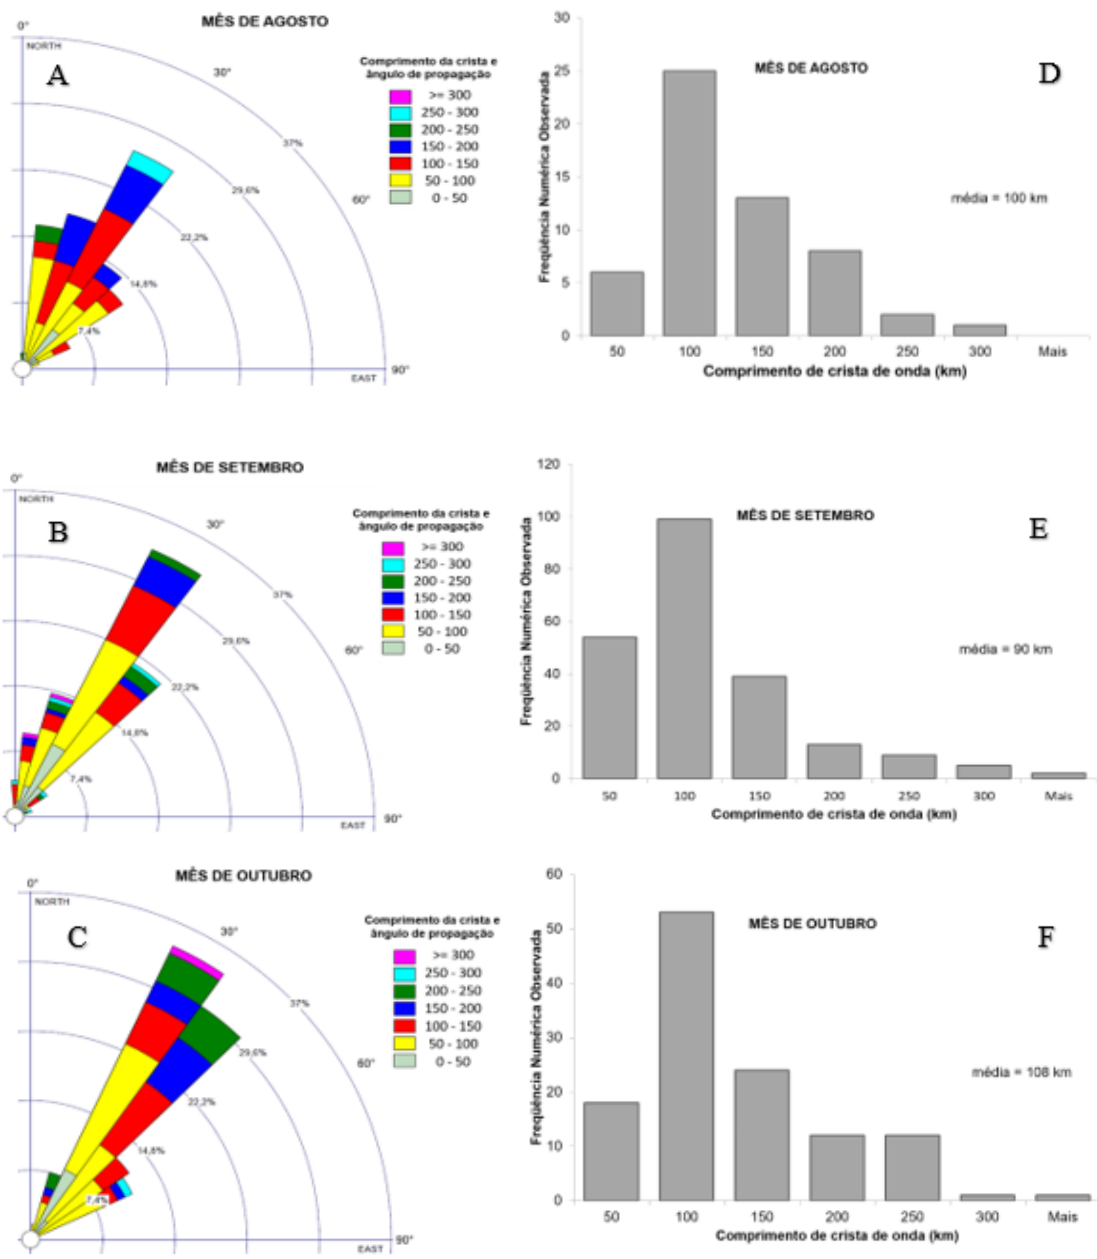 MÊS DE AGOSTO
0°
NORTH
A
30°
37%
29,6%
60°
22,2%
14,8%
7,4%
90°
EAST
Comprimento da crista e
ângulo de propagação
>= 300
250 - 300
200 - 250
150 - 200
100 - 150
50 - 100
0 - 50
D
MÊS DE AGOSTO
Freqüência Numérica Observada
30
25
20
15
10
5
0
média = 100 km
50 100 150 200 250 300 Mais
Comprimento de crista de onda (km)
MÊS DE SETEMBRO
0°
NORTH
B
30°
37%
29,6%
60°
22,2%
14,8%
7,4%
90°
EAST
Comprimento da crista e
ângulo de propagação
>= 300
250 - 300
200 - 250
150 - 200
100 - 150
50 - 100
0 - 50
E
MÊS DE SETEMBRO
Freqüência Numérica Observada
120
100
80
60
40
20
0
média = 90 km
50 100 150 200 250 300 Mais
Comprimento de crista de onda (km)
MÊS DE OUTUBRO
0°
NORTH
C
30°
37%
29,6%
60°
22,2%
14,8%
7,4%
90°
EAST
Comprimento da crista e
ângulo de propagação
>= 300
250 - 300
200 - 250
150 - 200
100 - 150
50 - 100
0 - 50
F
MÊS DE OUTUBRO
Freqüência Numérica Observada
60
50
40
30
20
10
0
média = 108 km
50 100 150 200 250 300 Mais
Comprimento de crista de onda (km)